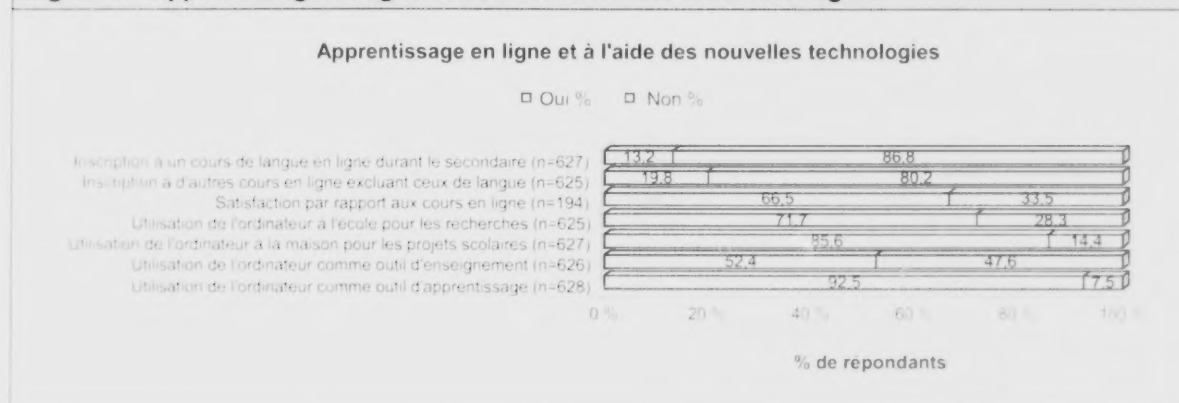 Apprentissage en ligne et à l'aide des nouvelles technologies
Oui % Non %
Inscription à un cours de langue en ligne durant le secondaire (n=627) 13,2 86,8
Inscription à d'autres cours en ligne excluant ceux de langue (n=625) 19,8 80,2
Satisfaction par rapport aux cours en ligne (n=194) 66,5 33,5
Utilisation de l'ordinateur à l'école pour les recherches (n=625) 71,7 28,3
Utilisation de l'ordinateur à la maison pour les projets scolaires (n=627) 85,6 14,4
Utilisation de l'ordinateur comme outil d'enseignement (n=626) 52,4 47,6
Utilisation de l'ordinateur comme outil d'apprentissage (n=628) 92,5 7,5
0 % 20 % 40 % 60 % 80 % 100 %
% de répondants